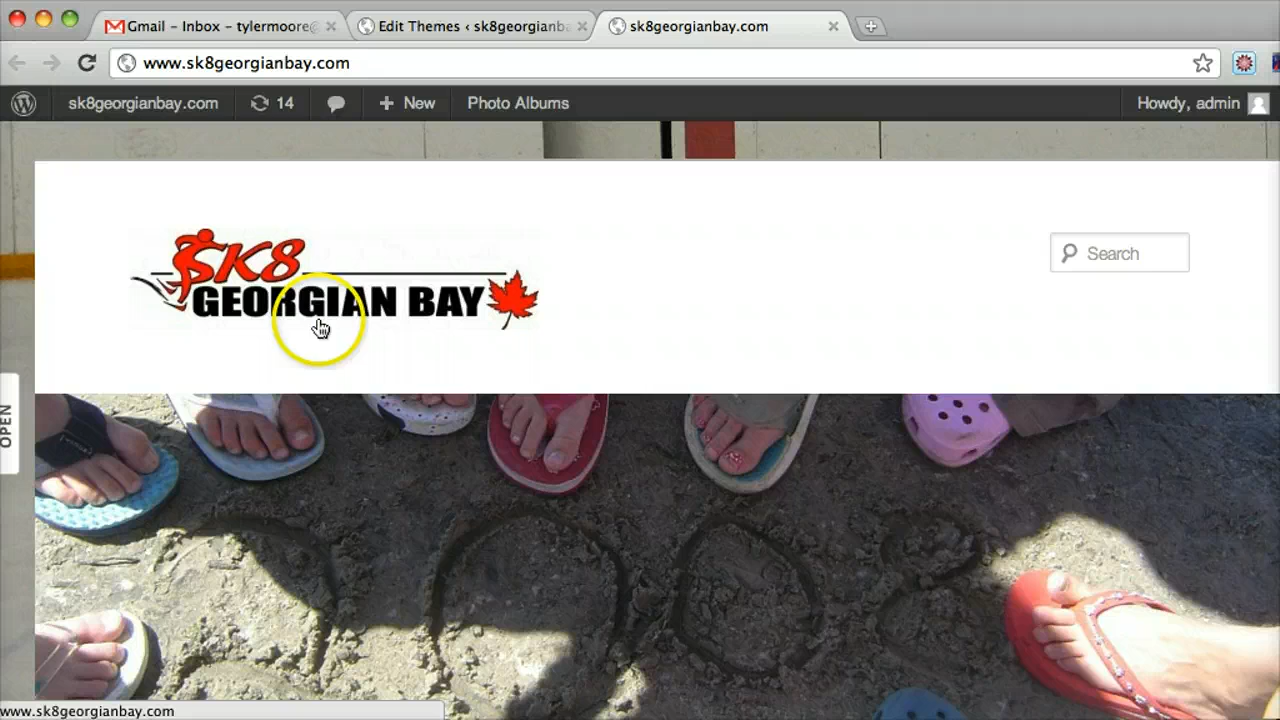 Gmail - Inbox - tylermoore@
Edit Themes ‹ sk8georgianba
sk8georgianbay.com
www.sk8georgianbay.com
sk8georgianbay.com
14
+ New
Photo Albums
Howdy, admin
SK8
GEORGIAN BAY
Search
OPEN
2008
www.sk8georgianbay.com